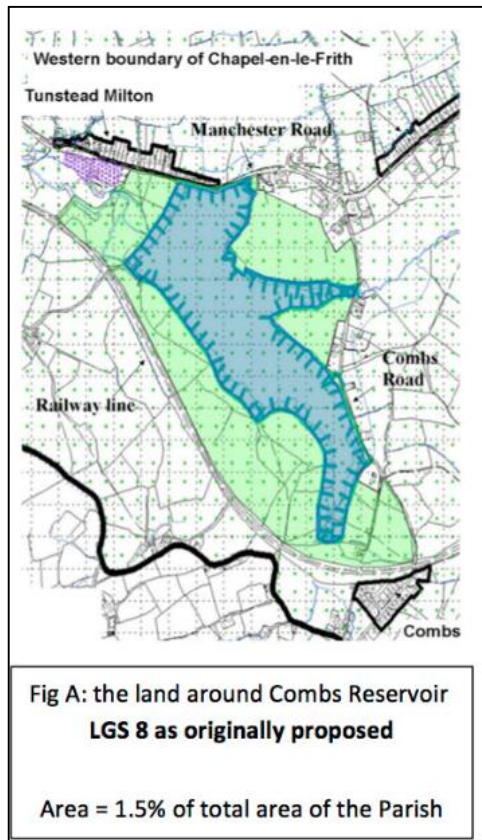 Western boundary of Chapel-en-le-Frith
Tunstead Milton
Manchester Road
Combs
Road
Railway line
Combs
Fig A: the land around Combs Reservoir
LGS 8 as originally proposed
Area = 1.5% of total area of the Parish